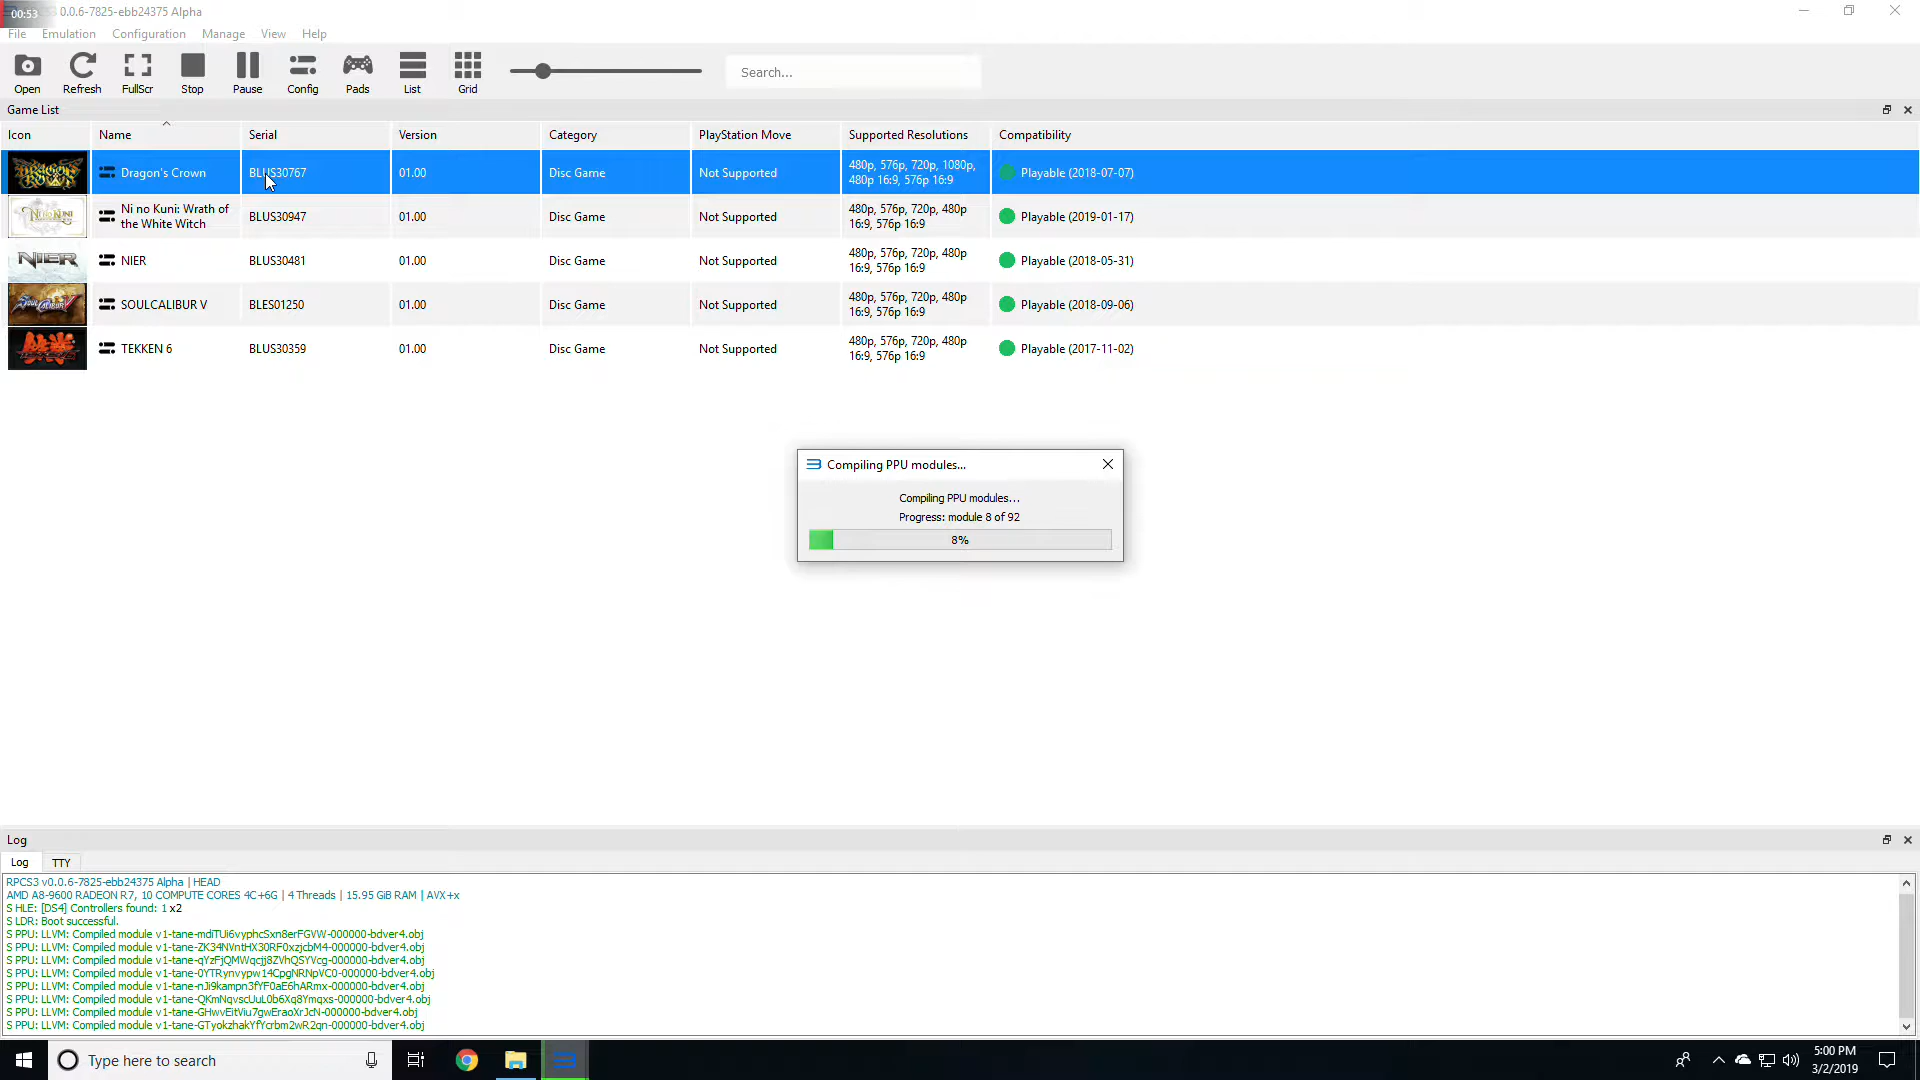 00:53
0.0.6-7825-ebb24375 Alpha
File Emulation Configuration Manage View Help
Open Refresh FullScr Stop Pause Config Pads List Grid Search...
Game List
Icon Name Serial Version Category PlayStation Move Supported Resolutions Compatibility
Dragon's Crown BLUS30767 01.00 Disc Game Not Supported 480p, 576p, 720p, 1080p, Playable (2018-07-07)
480p 16:9, 576p 16:9
Ni no Kuni: Wrath of BLUS30947 01.00 Disc Game Not Supported 480p, 576p, 720p, 480p Playable (2019-01-17)
the White Witch 16:9, 576p 16:9
NIER NIER BLUS30481 01.00 Disc Game Not Supported 480p, 576p, 720p, 480p Playable (2018-05-31)
16:9, 576p 16:9
SOULCALIBUR V BLES01250 01.00 Disc Game Not Supported 480p, 576p, 720p, 480p Playable (2018-09-06)
16:9, 576p 16:9
TEKKEN 6 BLUS30359 01.00 Disc Game Not Supported 480p, 576p, 720p, 480p Playable (2017-11-02)
16:9, 576p 16:9
Compiling PPU modules...
Compiling PPU modules...
Progress: module 8 of 92
8%
Log
Log TTY
RPCS3 v0.0.6-7825-ebb24375 Alpha | HEAD
AMD A8-9600 RADEON R7, 10 COMPUTE CORES 4C+6G | 4 Threads | 15.95 GiB RAM | AVX+x
S HLE: [DS4] Controllers found: 1 x2
S LDR: Boot successful.
S PPU: LLVM: Compiled module v1-tane-mdiTUi6vyphcSxn8erFGVW-000000-bdver4.obj
S PPU: LLVM: Compiled module v1-tane-ZK34NVntHX30RF0xzjcbM4-000000-bdver4.obj
S PPU: LLVM: Compiled module v1-tane-qYzFjQMWqcjj8ZVhQSYVcg-000000-bdver4.obj
S PPU: LLVM: Compiled module v1-tane-0YTRynvypw14CpgNRNpVC0-000000-bdver4.obj
S PPU: LLVM: Compiled module v1-tane-nJi9kampn3fYF0aE6hARmx-000000-bdver4.obj
S PPU: LLVM: Compiled module v1-tane-QKmNqvscUuL0b6Xq8Ymqxs-000000-bdver4.obj
S PPU: LLVM: Compiled module v1-tane-GHwvEitViu7gwEraoXrJcN-000000-bdver4.obj
S PPU: LLVM: Compiled module v1-tane-GTyokzhakYfYcrbm2wR2qn-000000-bdver4.obj
Type here to search
5:00 PM
3/2/2019